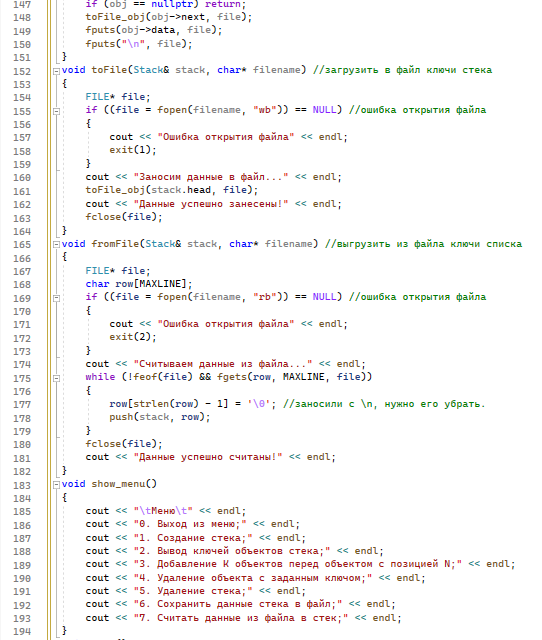 147 if (obj == nullptr) return;
148 toFile_obj(obj->next, file);
149 fputs(obj->data, file);
150 fputs("\n", file);
151 }
152 void toFile(Stack& stack, char* filename) //загрузить в файл ключи стека
153 {
154 FILE* file;
155 if ((file = fopen(filename, "wb")) == NULL) //ошибка открытия файла
156 {
157 cout << "Ошибка открытия файла" << endl;
158 exit(1);
159 }
160 cout << "Заносим данные в файл..." << endl;
161 toFile_obj(stack.head, file);
162 cout << "Данные успешно занесены!" << endl;
163 fclose(file);
164 }
165 void fromFile(Stack& stack, char* filename) //выгрузить из файла ключи списка
166 {
167 FILE* file;
168 char row[MAXLINE];
169 if ((file = fopen(filename, "rb")) == NULL) //ошибка открытия файла
170 {
171 cout << "Ошибка открытия файла" << endl;
172 exit(2);
173 }
174 cout << "Считываем данные из файла..." << endl;
175 while (!feof(file) && fgets(row, MAXLINE, file))
176 {
177 row[strlen(row) - 1] = '\0'; //заносили с \n, нужно его убрать.
178 push(stack, row);
179 }
180 fclose(file);
181 cout << "Данные успешно считаны!" << endl;
182 }
183 void show_menu()
184 {
185 cout << "\tМеню\t" << endl;
186 cout << "0. Выход из меню;" << endl;
187 cout << "1. Создание стека;" << endl;
188 cout << "2. Вывод ключей объектов стека;" << endl;
189 cout << "3. Добавление К объектов перед объектом с позицией N;" << endl;
190 cout << "4. Удаление объекта с заданным ключом;" << endl;
191 cout << "5. Удаление стека;" << endl;
192 cout << "6. Сохранить данные стека в файл;" << endl;
193 cout << "7. Считать данные из файла в стек;" << endl;
194 }